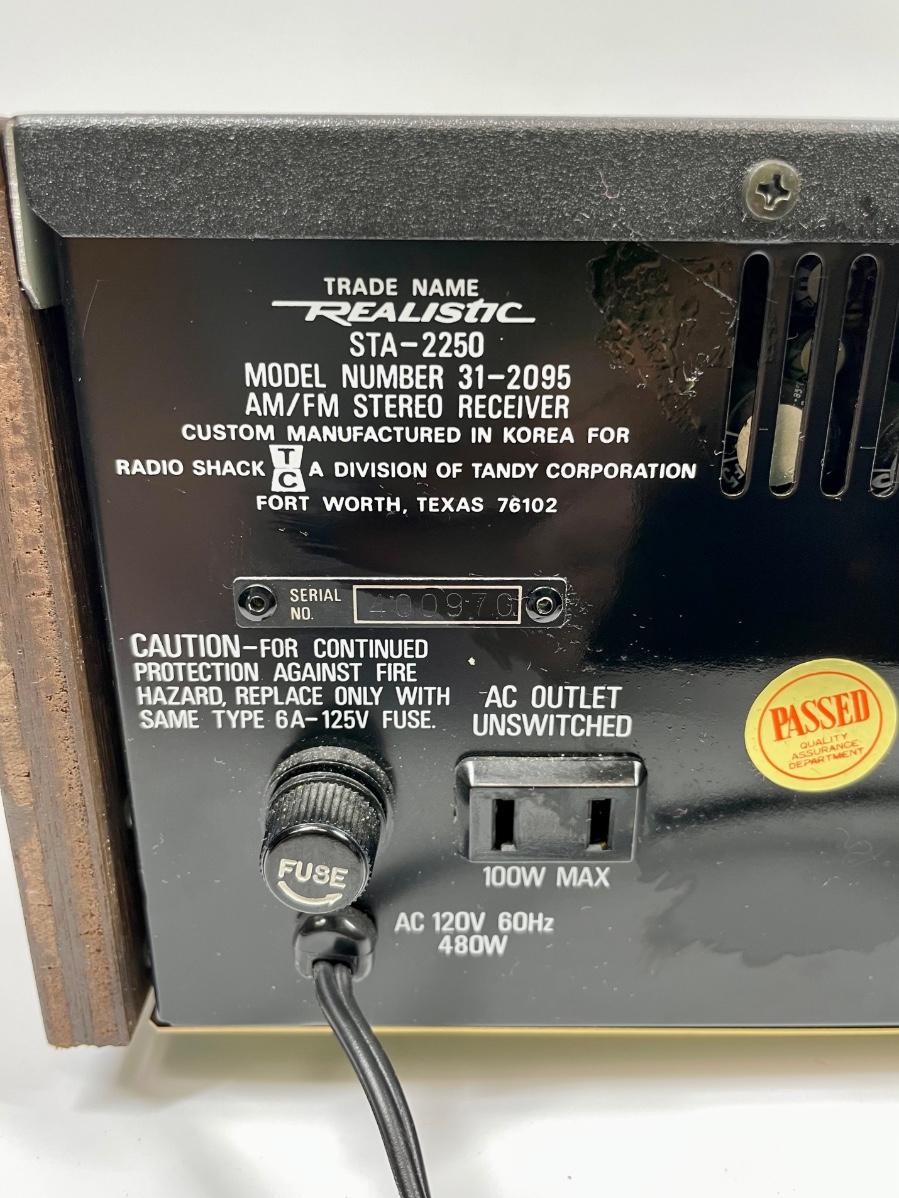 TRADE NAME
REALISTIC
STA-2250
MODEL NUMBER 31-2095
AM/FM STEREO RECEIVER
CUSTOM MANUFACTURED IN KOREA FOR
RADIO SHACK TC A DIVISION OF TANDY CORPORATION
FORT WORTH, TEXAS 76102
SERIAL
NO.
CAUTION-FOR CONTINUED
PROTECTION AGAINST FIRE
HAZARD, REPLACE ONLY WITH
SAME TYPE 6A-125V FUSE.
AC OUTLET
UNSWITCHED
PASSED
QUALITY
ASSURANCE
DEPARTMENT
FUSE
100W MAX
AC 120V 60Hz
480W